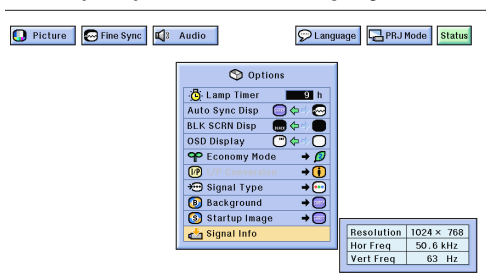 Picture
Fine Sync
Audio
Language
PRJ Mode
Status
Options
Lamp Timer 9 h
Auto Sync Disp
BLK SCRN Disp
OSD Display
Economy Mode
I/P
Signal Type
B Background
S Startup Image
Signal Info
Resolution 1024 × 768
Hor Freq 50.6 kHz
Vert Freq 63 Hz